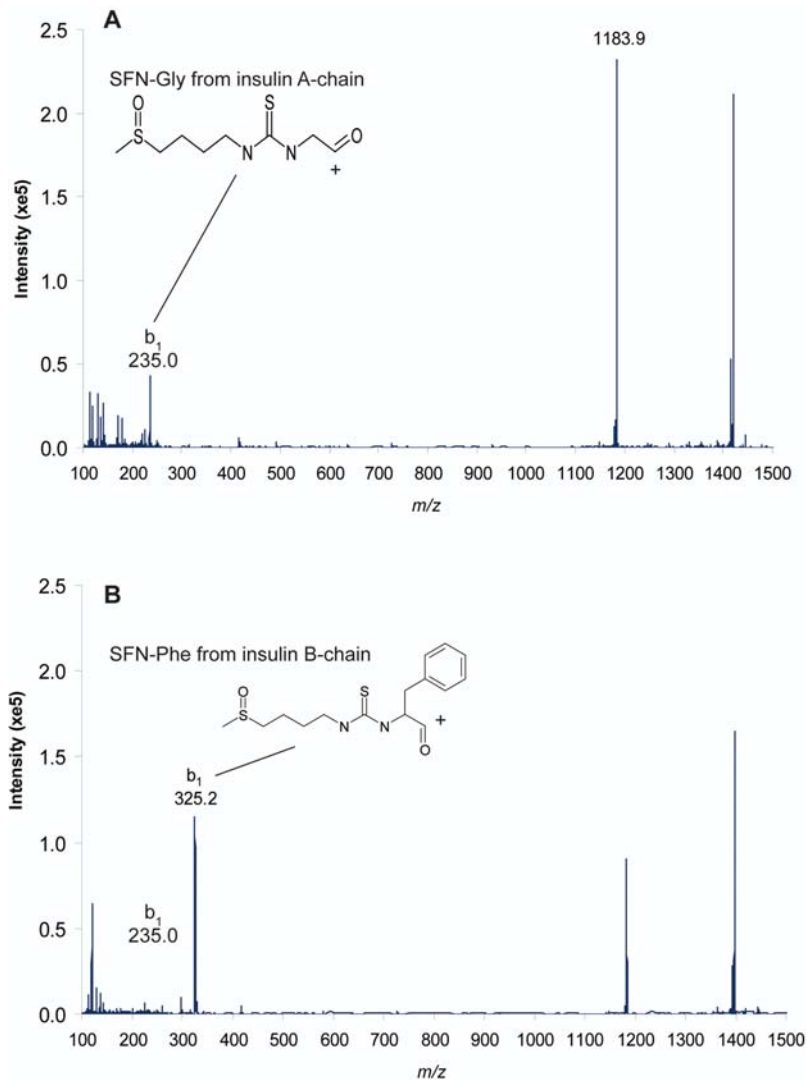 A
2.5
1183.9
SFN-Gly from insulin A-chain
O
S
S
N
N
O
+
2.0
1.5
1.0
0.5
0.0
Intensity (xe5)
b1
235.0
100 200 300 400 500 600 700 800 900 1000 1100 1200 1300 1400 1500
m/z
B
2.5
SFN-Phe from insulin B-chain
O
S
S
N
N
+
O
2.0
1.5
1.0
0.5
0.0
Intensity (xe5)
b1
325.2
b1
235.0
100 200 300 400 500 600 700 800 900 1000 1100 1200 1300 1400 1500
m/z